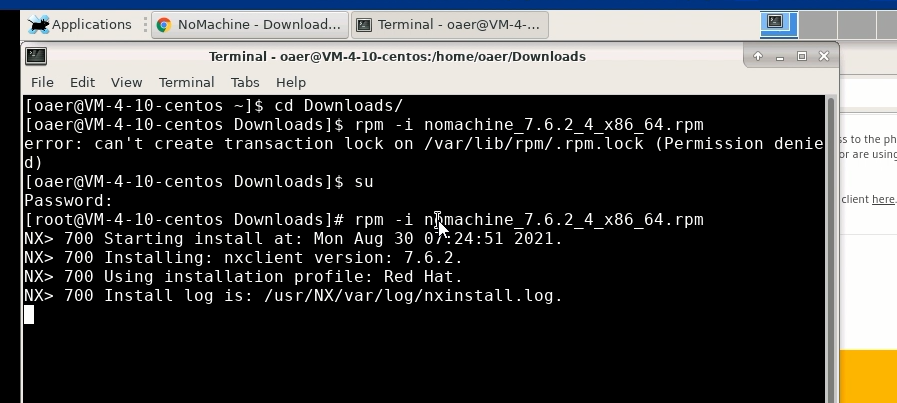 Applications
NoMachine - Download...
Terminal - oaer@VM-4-...
Terminal - oaer@VM-4-10-centos:/home/oaer/Downloads
File Edit View Terminal Tabs Help
[oaer@VM-4-10-centos ~]$ cd Downloads/
[oaer@VM-4-10-centos Downloads]$ rpm -i nomachine_7.6.2_4_x86_64.rpm
error: can't create transaction lock on /var/lib/rpm/.rpm.lock (Permission denie
d)
[oaer@VM-4-10-centos Downloads]$ su
Password:
[root@VM-4-10-centos Downloads]# rpm -i nomachine_7.6.2_4_x86_64.rpm
NX> 700 Starting install at: Mon Aug 30 07:24:51 2021.
NX> 700 Installing: nxclient version: 7.6.2.
NX> 700 Using installation profile: Red Hat.
NX> 700 Install log is: /usr/NX/var/log/nxinstall.log.
ss to the ph
or are using
client here.